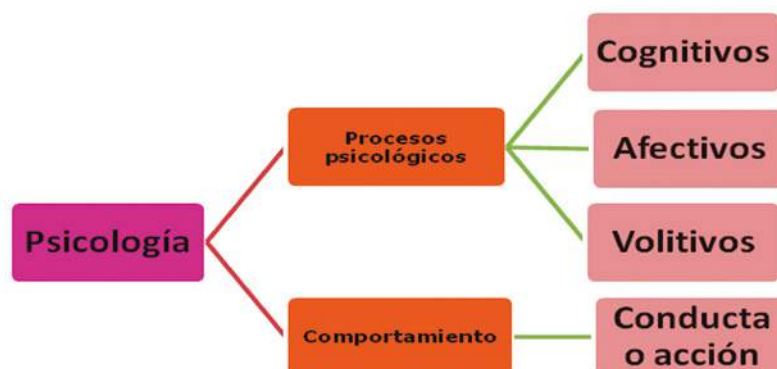 Cognitivos
Procesos
psicológicos
Afectivos
Psicología
Volitivos
Comportamiento
Conducta
o acción